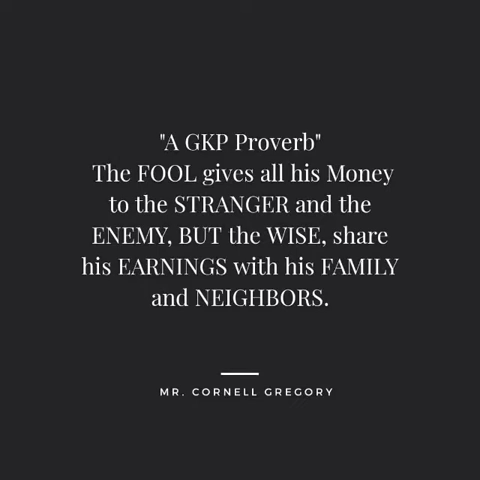 "A GKP Proverb"
The FOOL gives all his Money
to the STRANGER and the
ENEMY, BUT the WISE, share
his EARNINGS with his FAMILY
and NEIGHBORS.
MR. CORNELL GREGORY